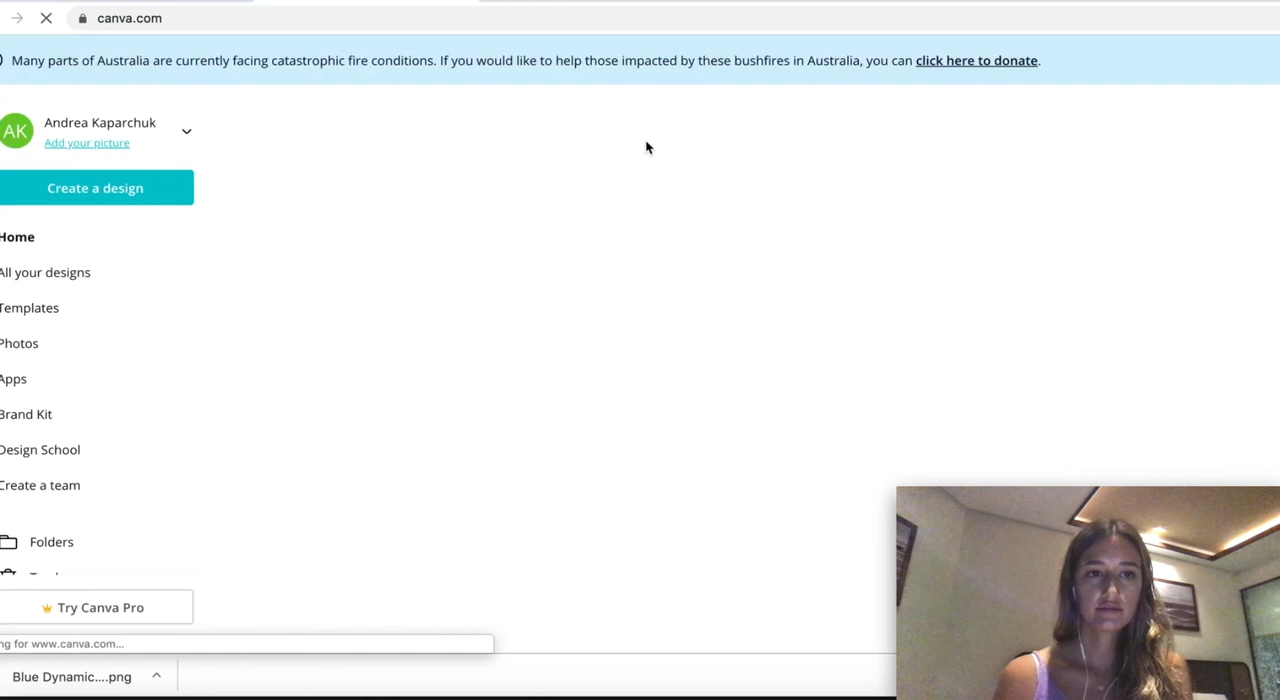 canva.com
Many parts of Australia are currently facing catastrophic fire conditions. If you would like to help those impacted by these bushfires in Australia, you can click here to donate.
AK
Andrea Kaparchuk
Add your picture
Create a design
Home
All your designs
Templates
Photos
Apps
Brand Kit
Design School
Create a team
Folders
Try Canva Pro
ng for www.canva.com...
Blue Dynamic....png